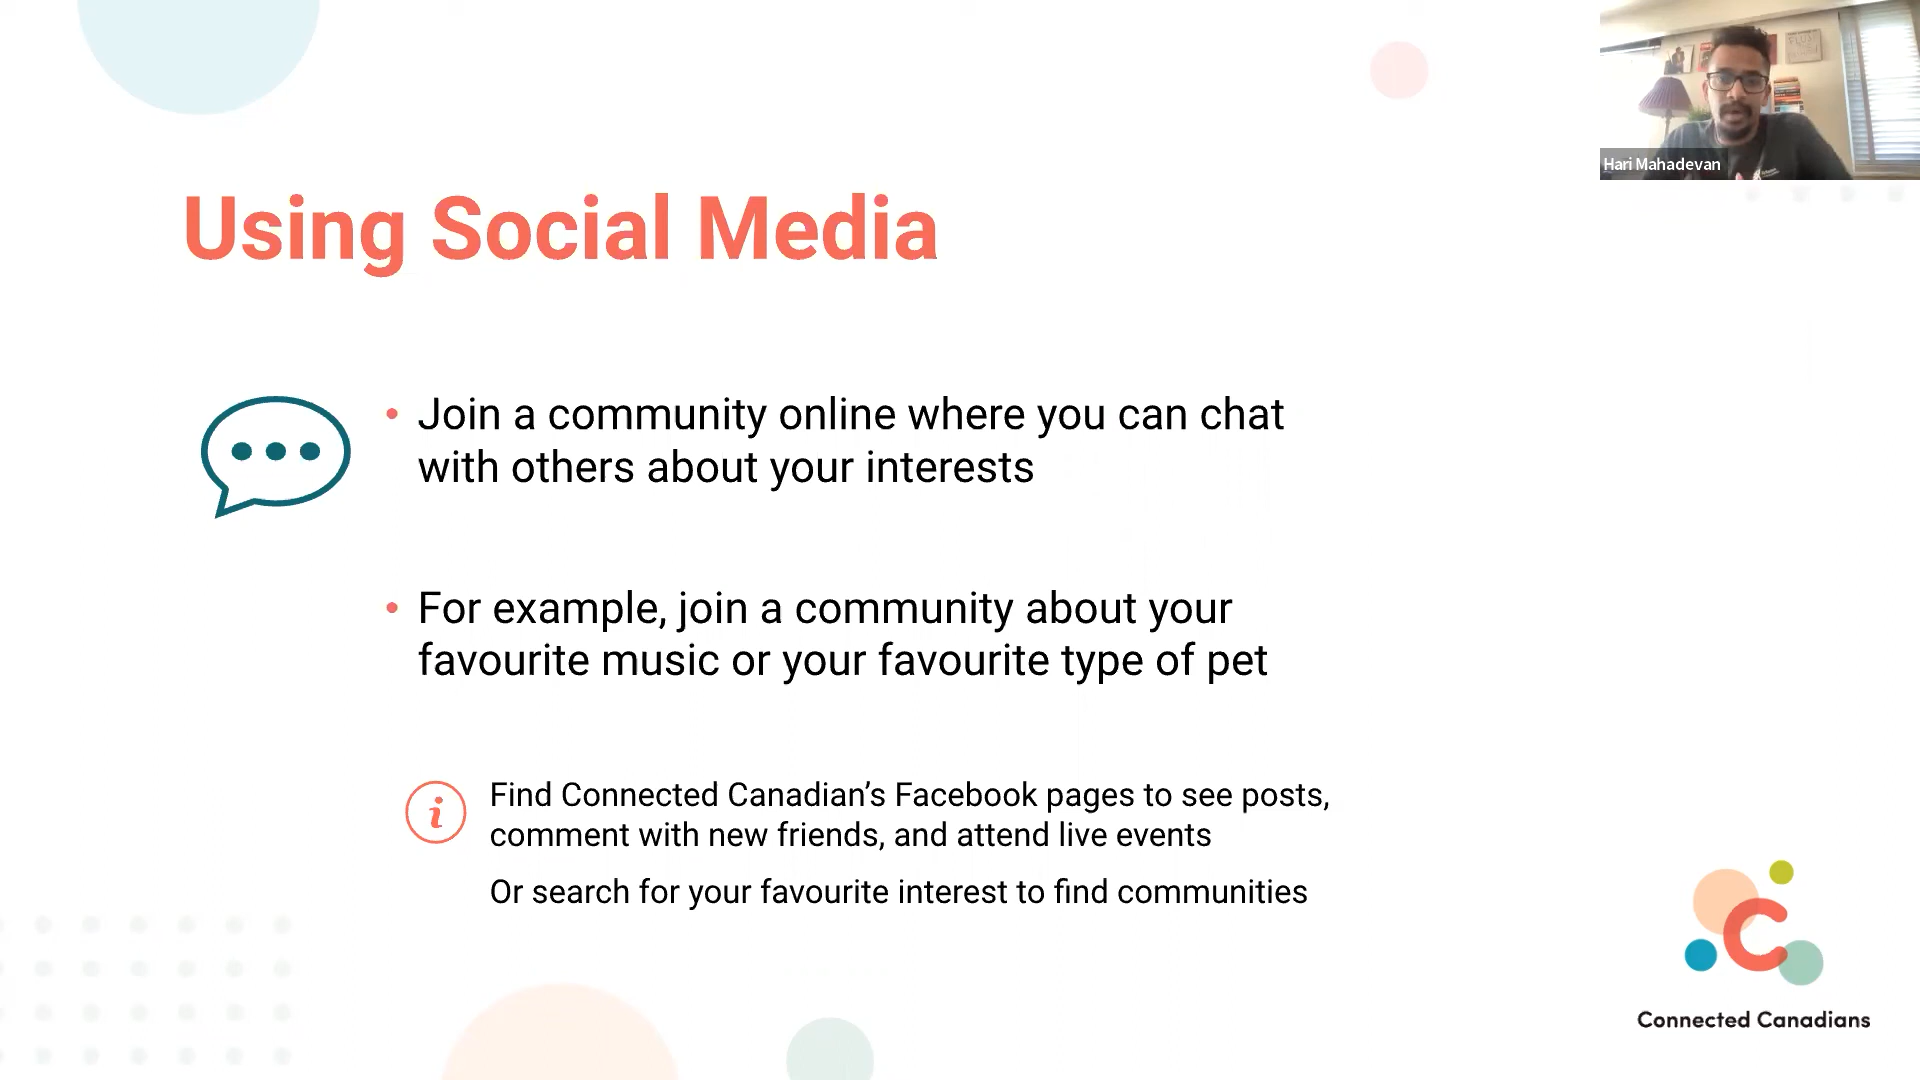 Hari Mahadevan
Using Social Media
• Join a community online where you can chat
with others about your interests
• For example, join a community about your
favourite music or your favourite type of pet
i
Find Connected Canadian’s Facebook pages to see posts,
comment with new friends, and attend live events
Or search for your favourite interest to find communities
C
Connected Canadians